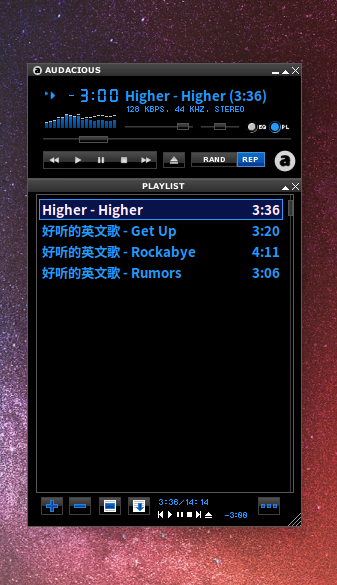 AUDACIOUS
- 3:00 Higher - Higher (3:36)
128 KBPS, 44 KHZ, STEREO
EQ PL
RAND REP
a
PLAYLIST
Higher - Higher 3:36
好听的英文歌 - Get Up 3:20
好听的英文歌 - Rockabye 4:11
好听的英文歌 - Rumors 3:06
3:36/14:14
-3:00